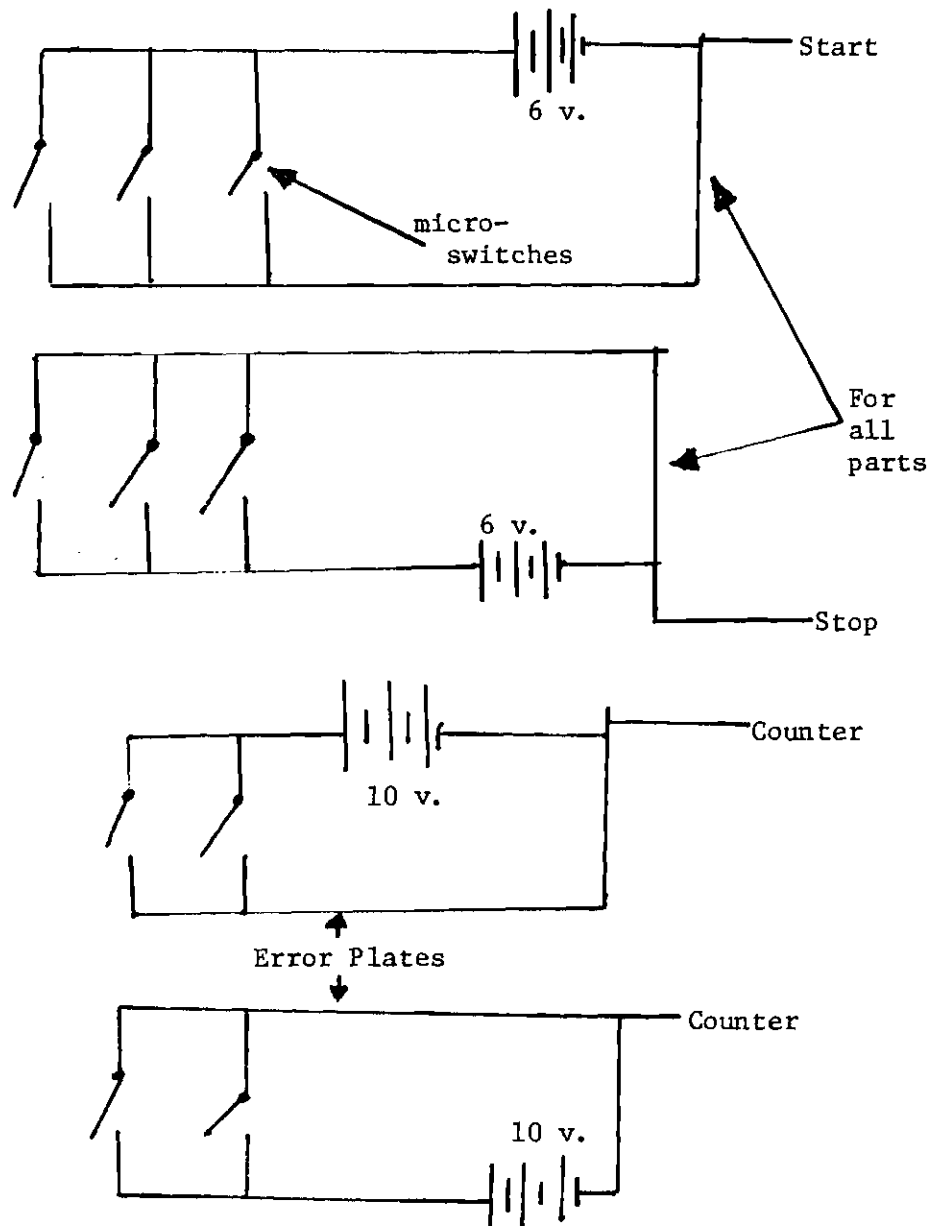 Start
6 v.
micro-
switches
For
all
parts
6 v.
Stop
Counter
10 v.
Error Plates
Counter
10 v.